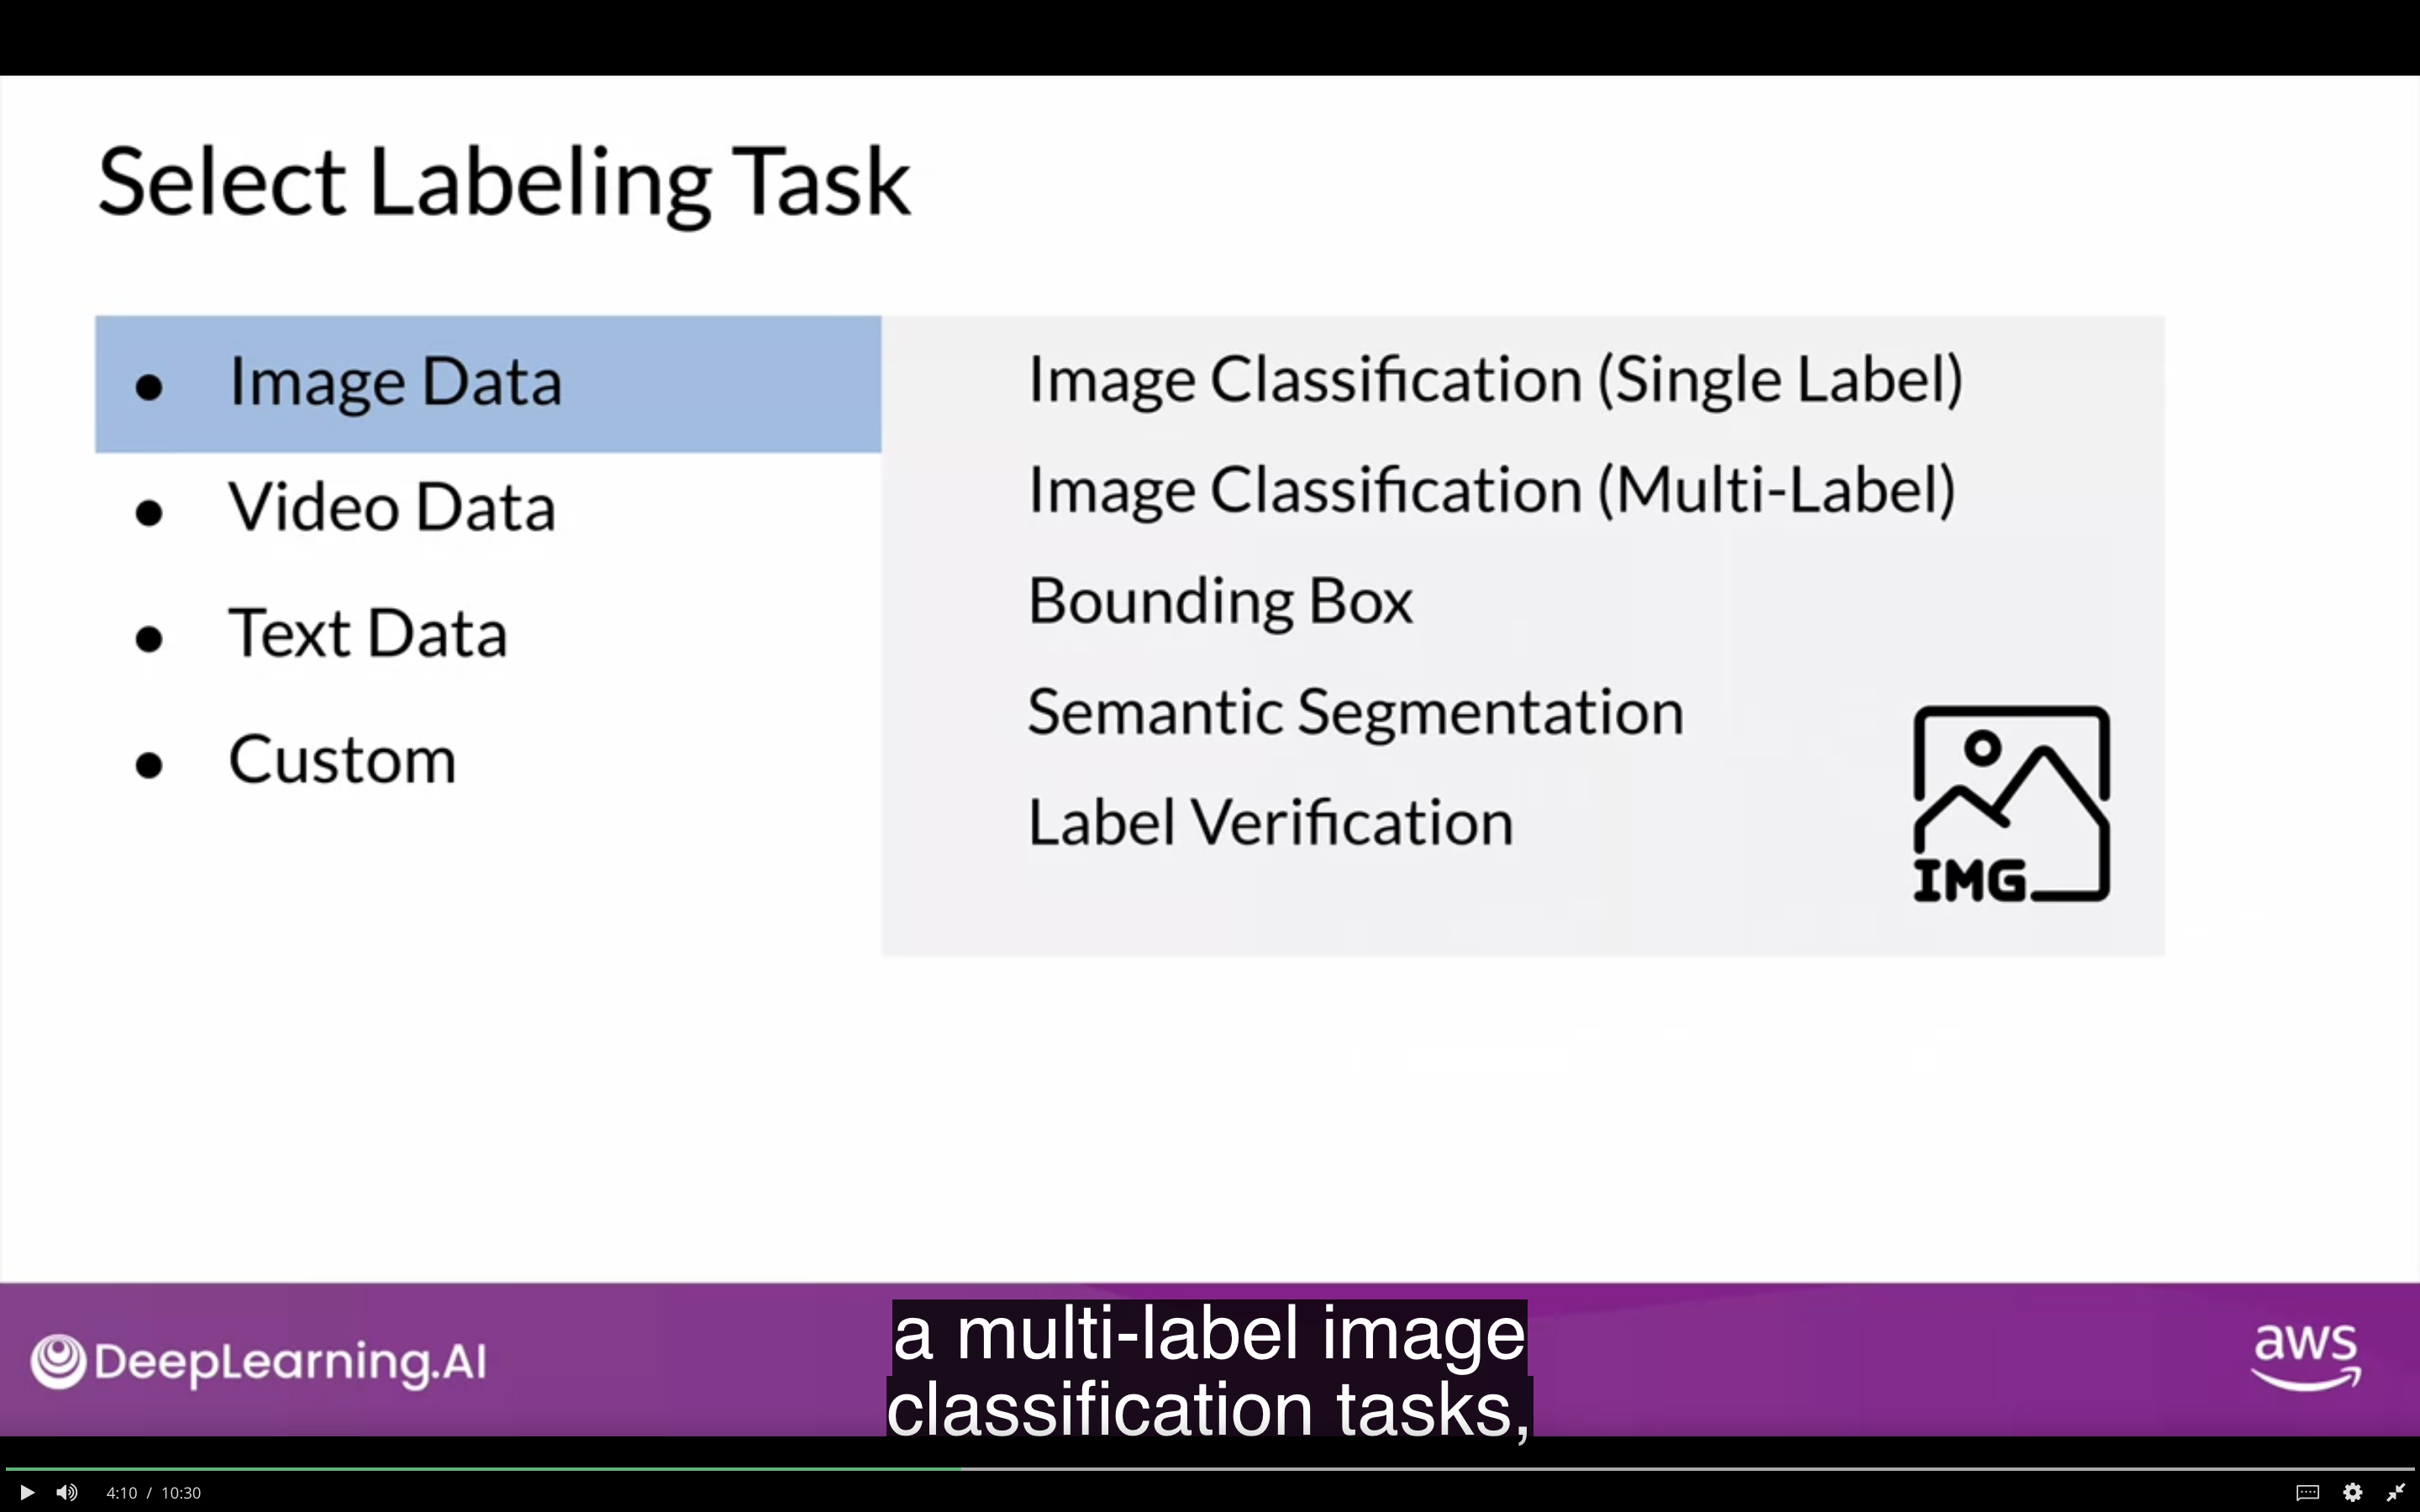 Select Labeling Task
● Image Data
● Video Data
● Text Data
● Custom
Image Classification (Single Label)
Image Classification (Multi-Label)
Bounding Box
Semantic Segmentation
Label Verification
IMG
DeepLearning.AI
a multi-label image
classification tasks,
aws
4:10 / 10:30